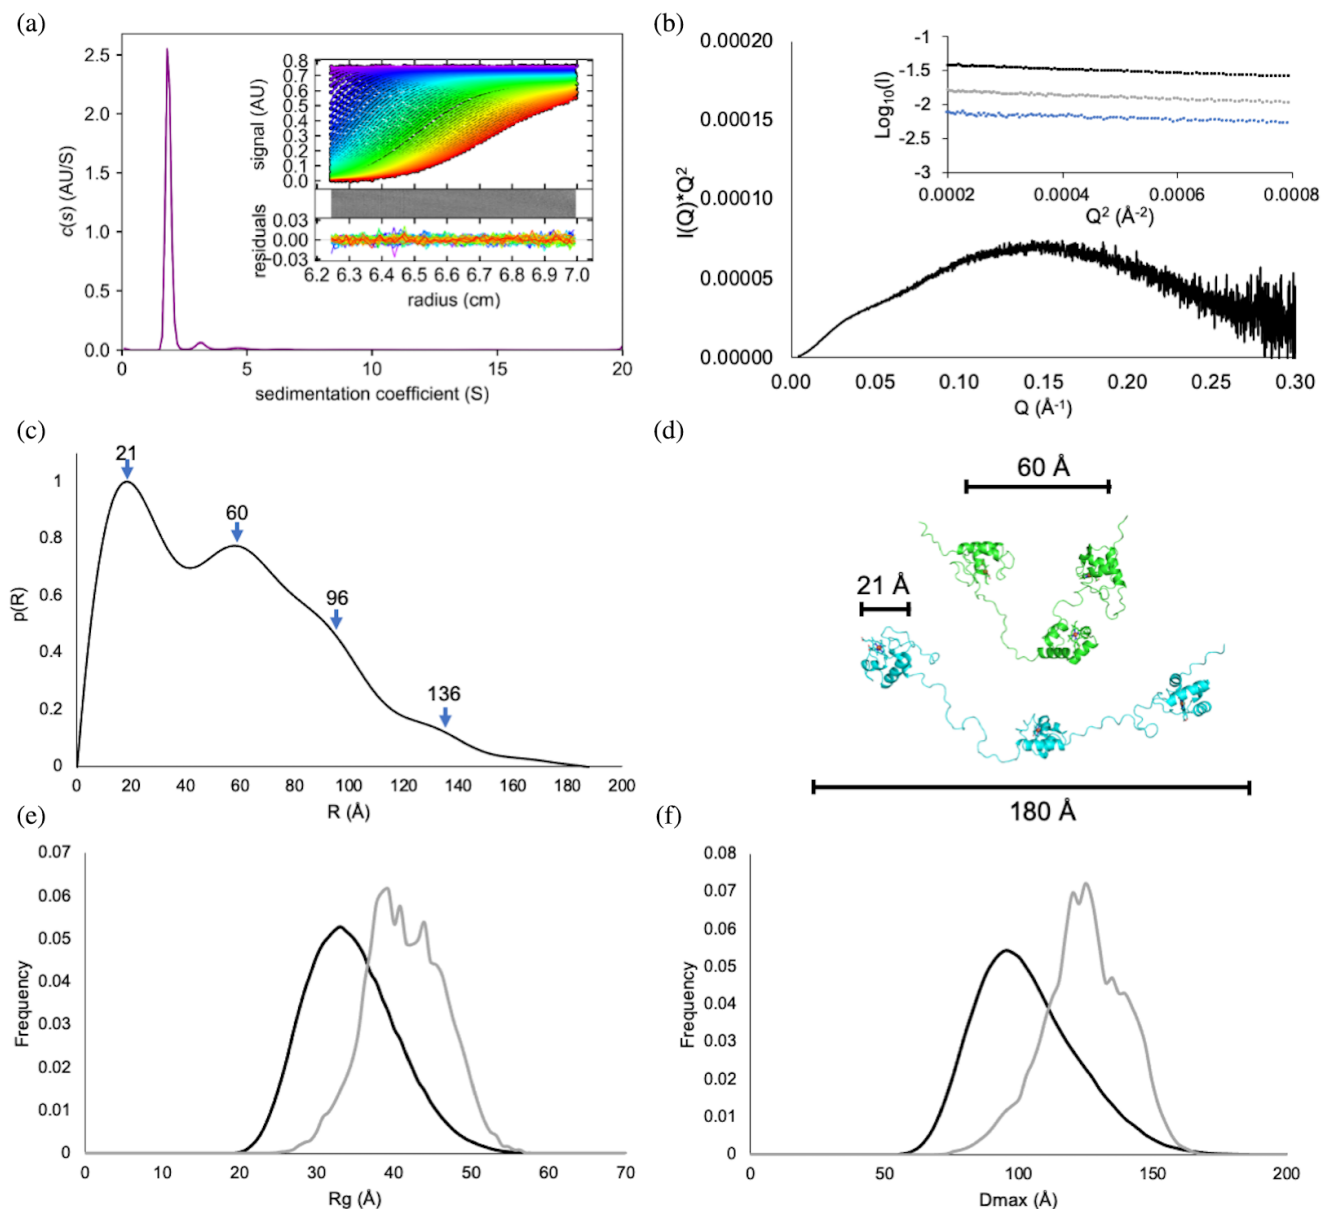 (a)
2.5
2.0
1.5
1.0
0.5
0.0
c(s) (AU/S)
0 5 10 15 20
sedimentation coefficient (S)
0.8
0.7
0.6
0.5
0.4
0.3
0.2
0.1
0.0
signal (AU)
0.03
0.00
−0.03
residuals
6.2 6.3 6.4 6.5 6.6 6.7 6.8 6.9 7.0
radius (cm)
(b)
0.00020
0.00015
0.00010
0.00005
0.00000
I(Q)*Q2
0.00 0.05 0.10 0.15 0.20 0.25 0.30
Q (Å-1)
-1
-1.5
-2
-2.5
-3
Log10(I)
0.0002 0.0004 0.0006 0.0008
Q2 (Å-2)
(c)
21
60
96
136
1
0.8
0.6
0.4
0.2
0
p(R)
0 20 40 60 80 100 120 140 160 180 200
R (Å)
(d)
60 Å
21 Å
180 Å
(e)
0.07
0.06
0.05
0.04
0.03
0.02
0.01
0
Frequency
0 10 20 30 40 50 60 70
Rg (Å)
(f)
0.08
0.07
0.06
0.05
0.04
0.03
0.02
0.01
0
Frequency
0 50 100 150 200
Dmax (Å)